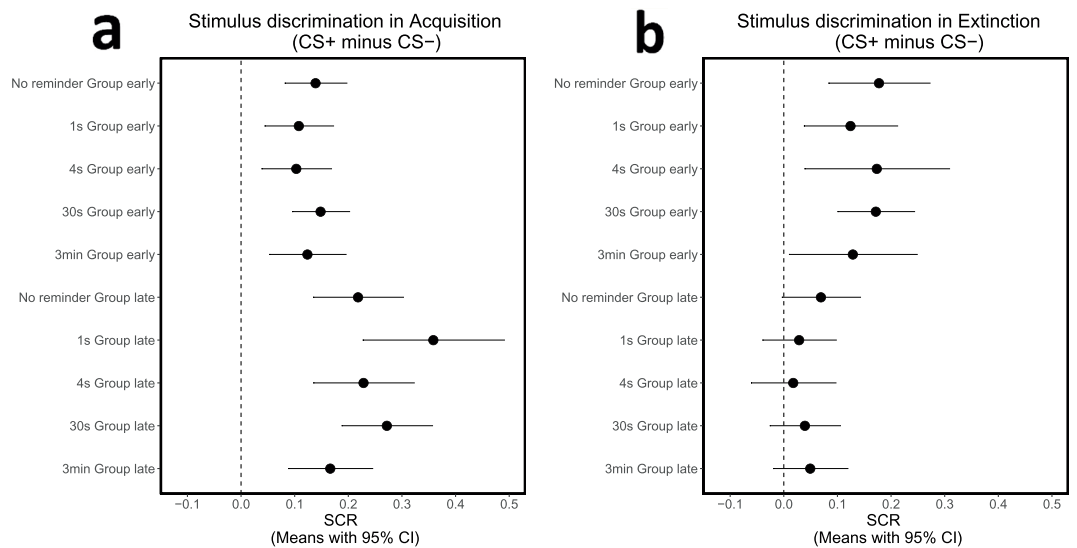 a
Stimulus discrimination in Acquisition
(CS+ minus CS−)
No reminder Group early
1s Group early
4s Group early
30s Group early
3min Group early
No reminder Group late
1s Group late
4s Group late
30s Group late
3min Group late
−0.1 0.0 0.1 0.2 0.3 0.4 0.5
SCR
(Means with 95% CI)
b
Stimulus discrimination in Extinction
(CS+ minus CS−)
No reminder Group early
1s Group early
4s Group early
30s Group early
3min Group early
No reminder Group late
1s Group late
4s Group late
30s Group late
3min Group late
−0.1 0.0 0.1 0.2 0.3 0.4 0.5
SCR
(Means with 95% CI)